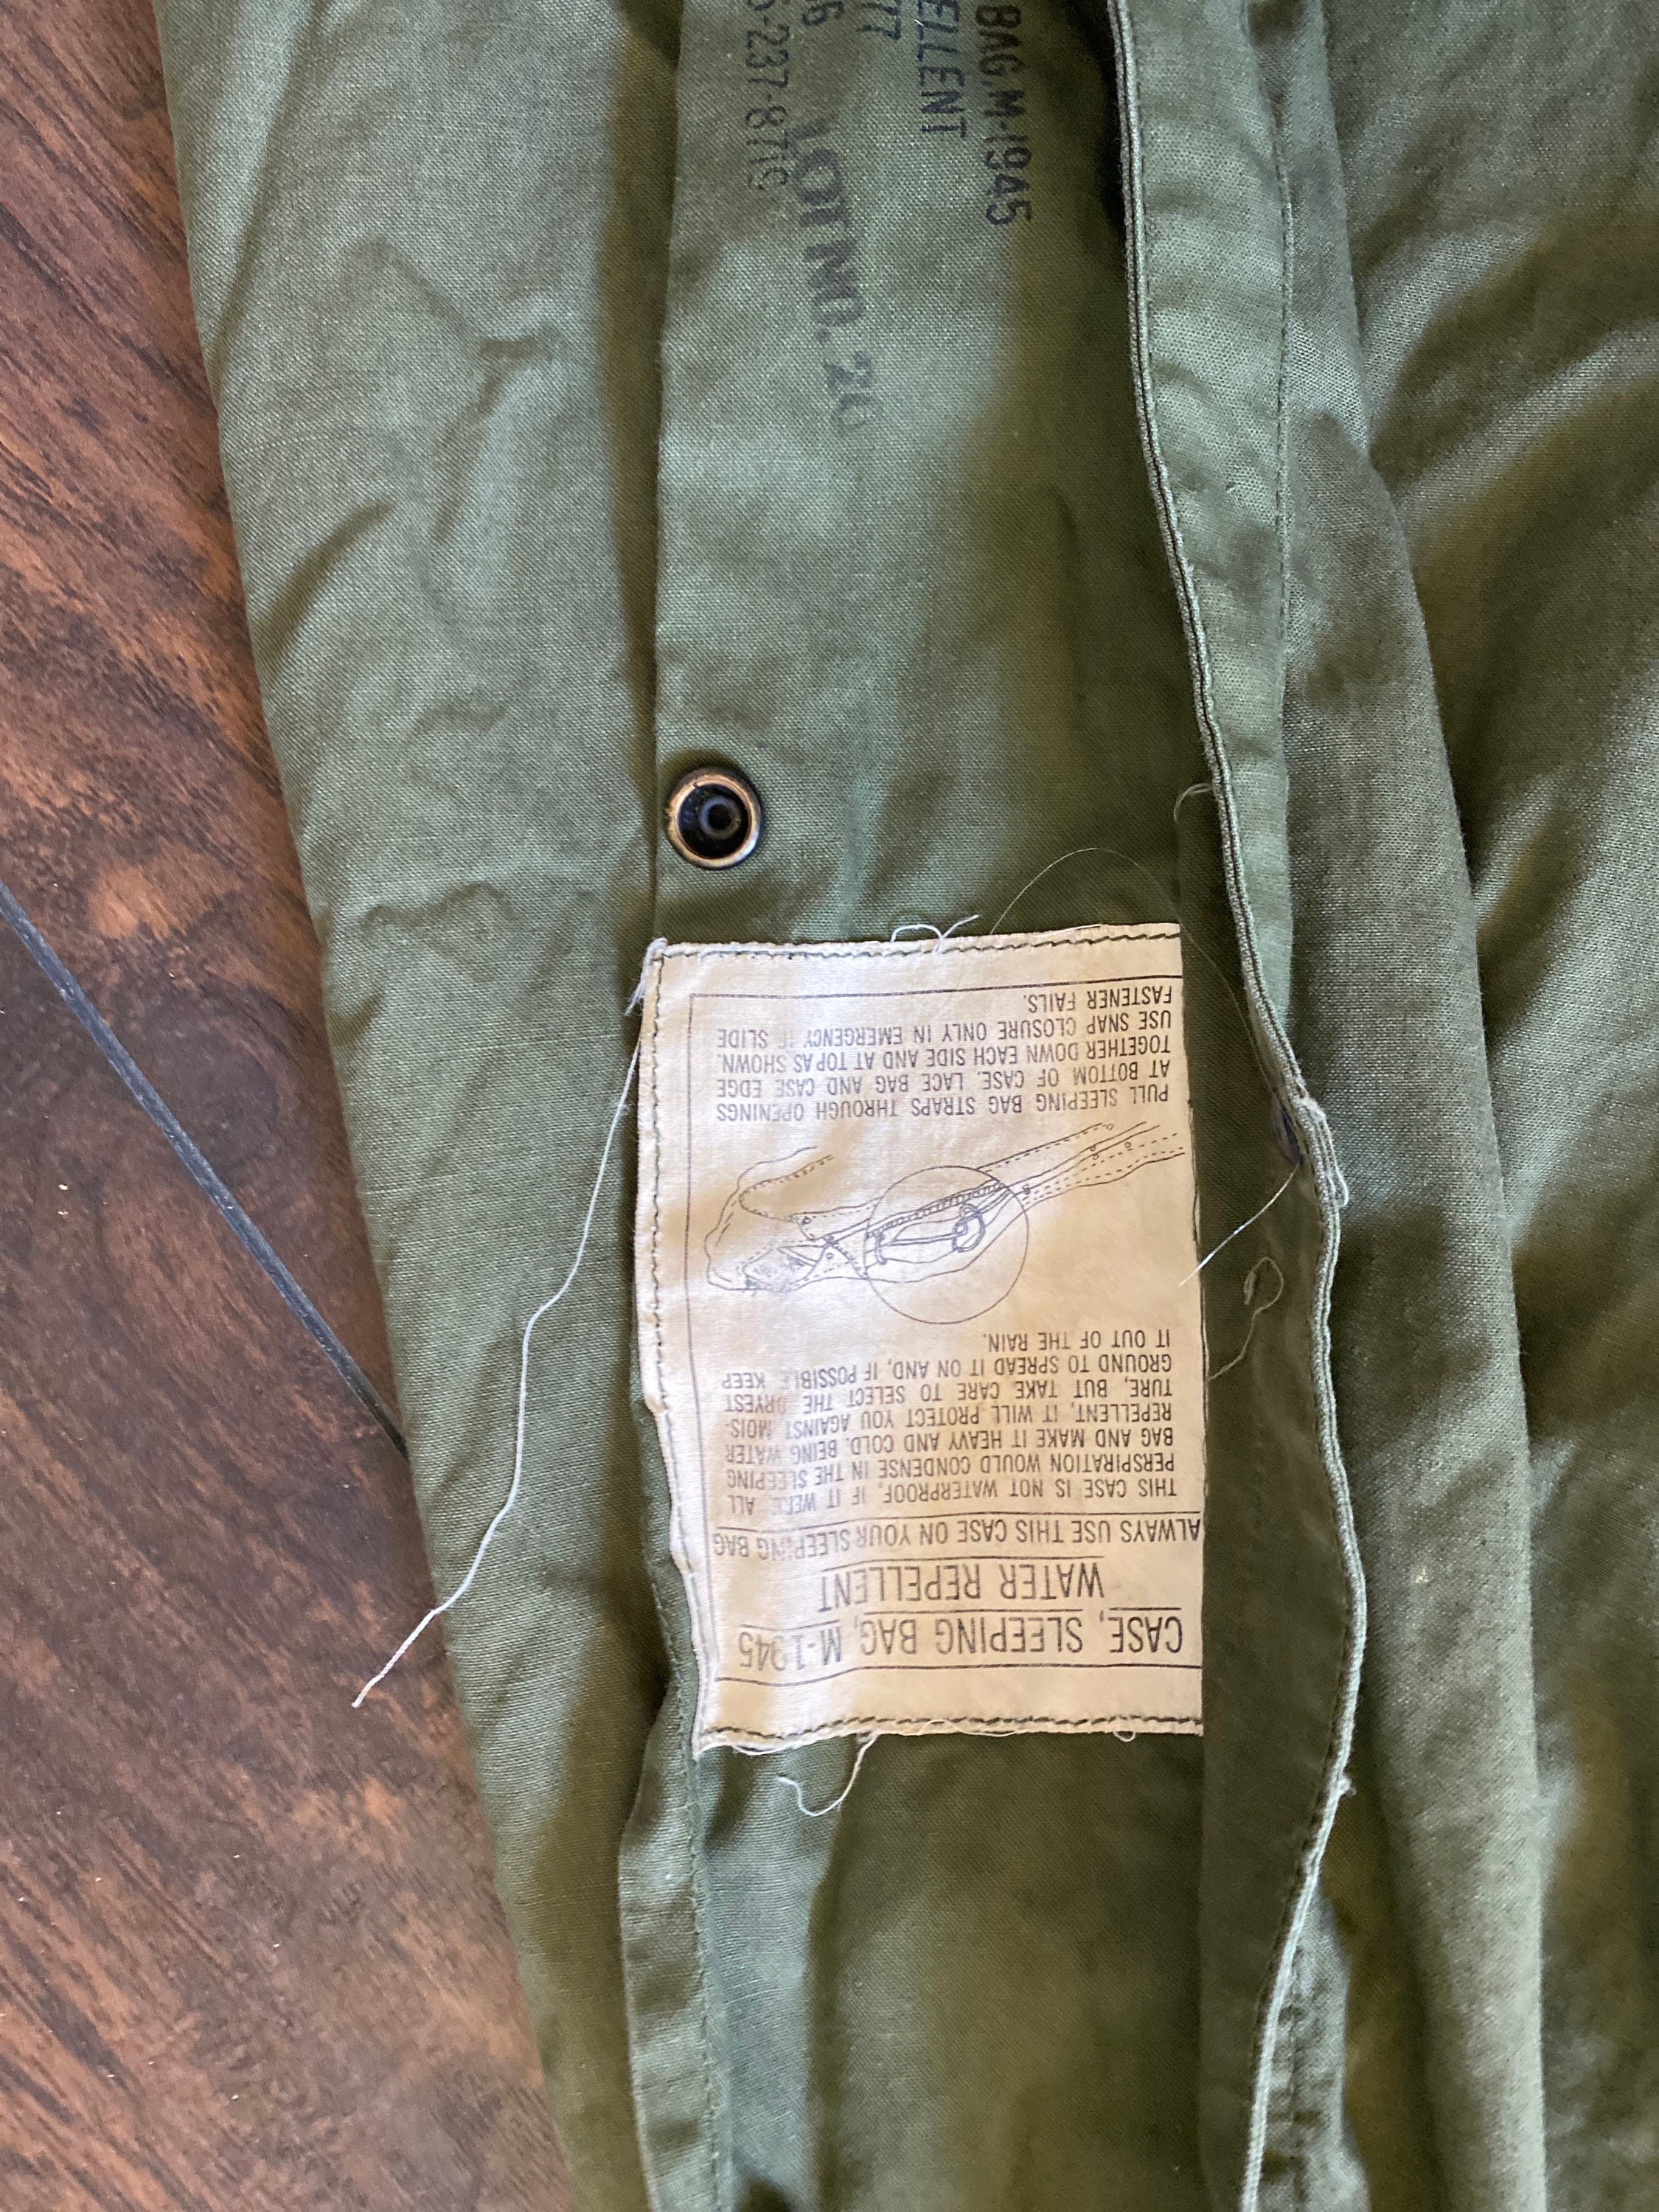 BAG, M-1945
ELLENT
77
6
-237-8719
LOT NO. 20
CASE, SLEEPING BAG, M-1945
WATER REPELLENT
ALWAYS USE THIS CASE ON YOUR SLEEPING BAG
THIS CASE IS NOT WATERPROOF. IF IT WERE ALL
PERSPIRATION WOULD CONDENSE IN THE SLEEPING
BAG AND MAKE IT HEAVY AND COLD. BEING WATER
REPELLENT, IT WILL PROTECT YOU AGAINST MOIS-
TURE, BUT TAKE CARE TO SELECT THE DRYEST
GROUND TO SPREAD IT ON AND, IF POSSIBLE KEEP
IT OUT OF THE RAIN.
PULL SLEEPING BAG STRAPS THROUGH OPENINGS
AT BOTTOM OF CASE. LACE BAG AND CASE EDGE
TOGETHER DOWN EACH SIDE AND AT TOP AS SHOWN.
USE SNAP CLOSURE ONLY IN EMERGENCY IF SLIDE
FASTENER FAILS.